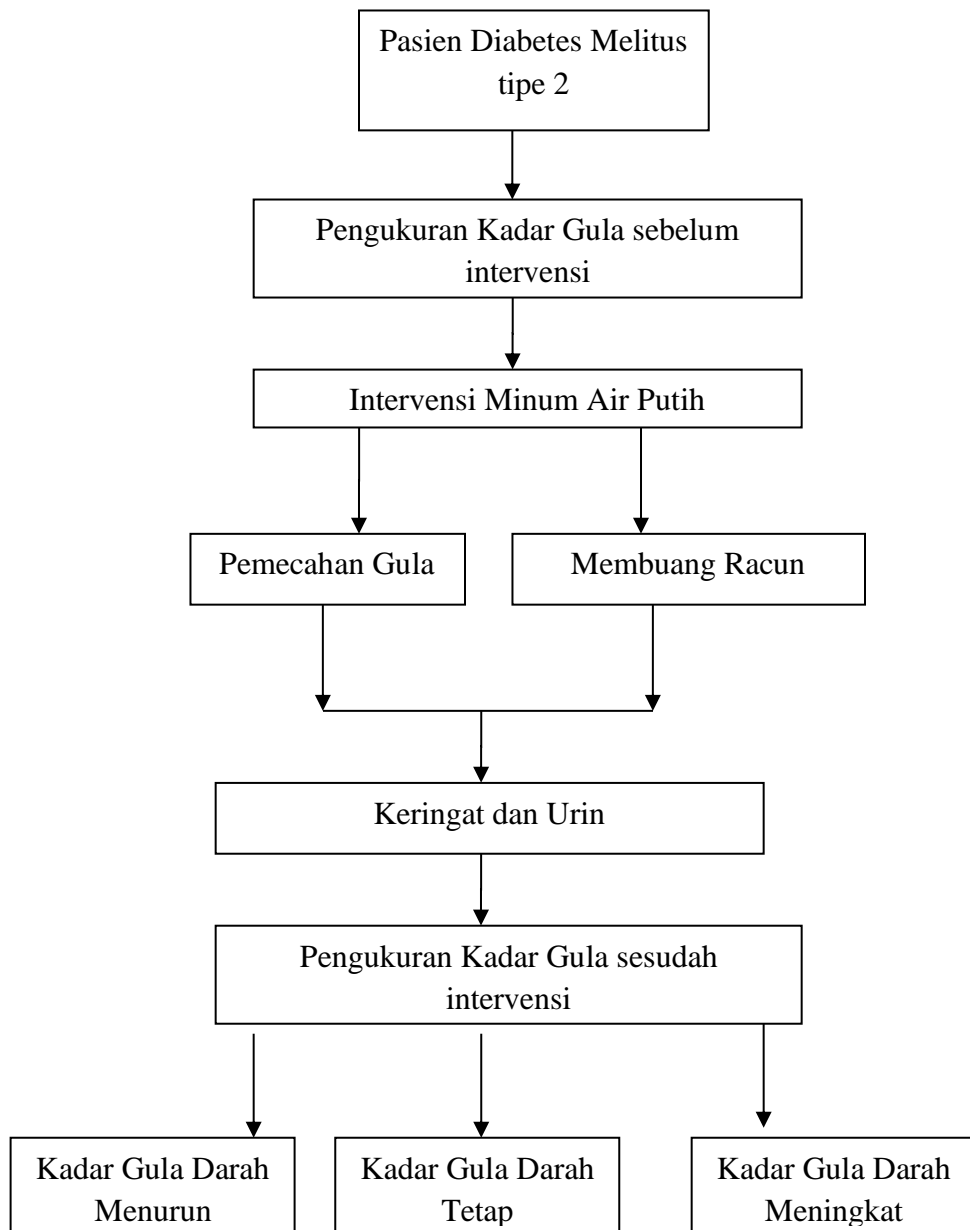 Pasien Diabetes Melitus
tipe 2
Pengukuran Kadar Gula sebelum
intervensi
Intervensi Minum Air Putih
Pemecahan Gula
Membuang Racun
Keringat dan Urin
Pengukuran Kadar Gula sesudah
intervensi
Kadar Gula Darah
Menurun
Kadar Gula Darah
Tetap
Kadar Gula Darah
Meningkat